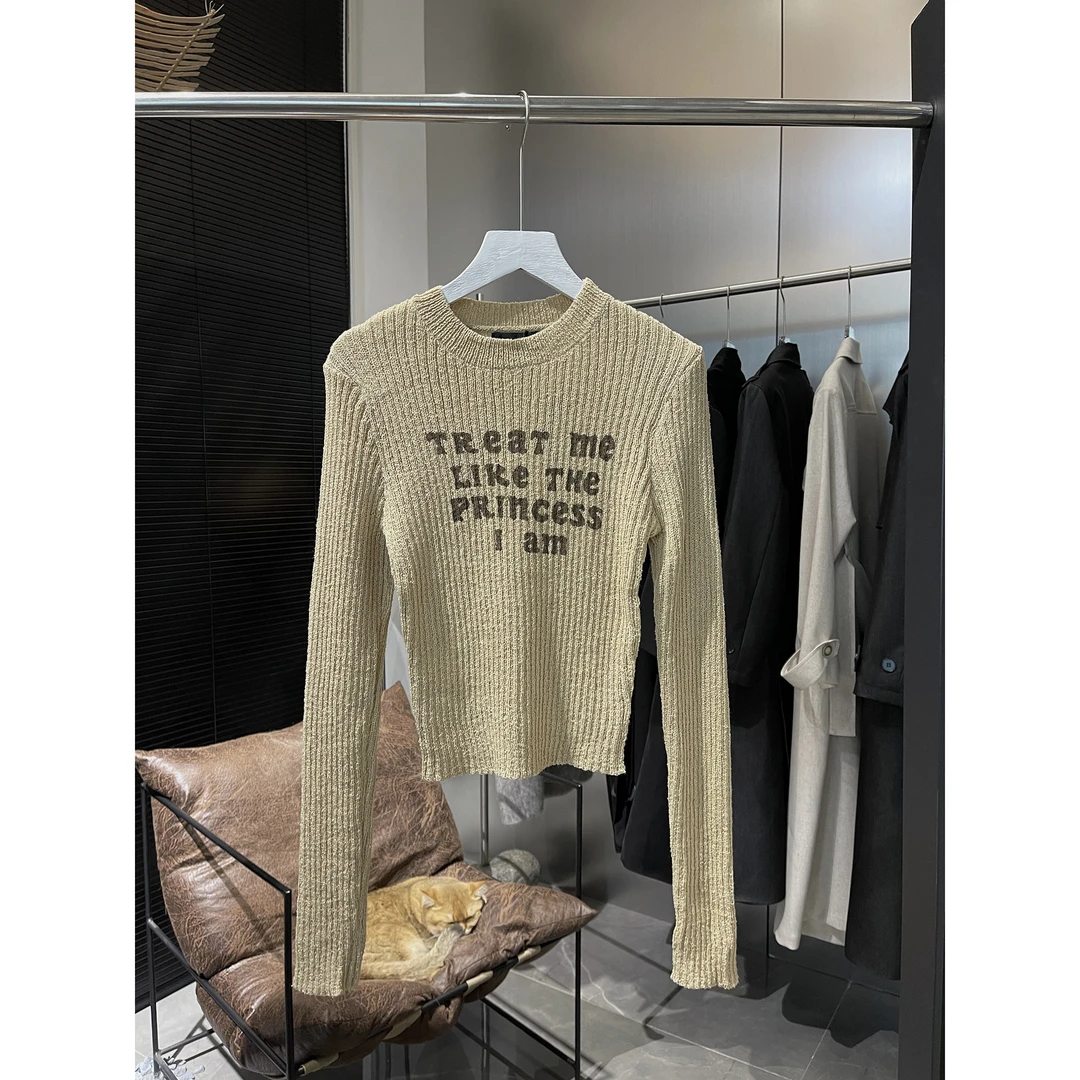 TReaT me
LIKe THe
PRINcess
I am